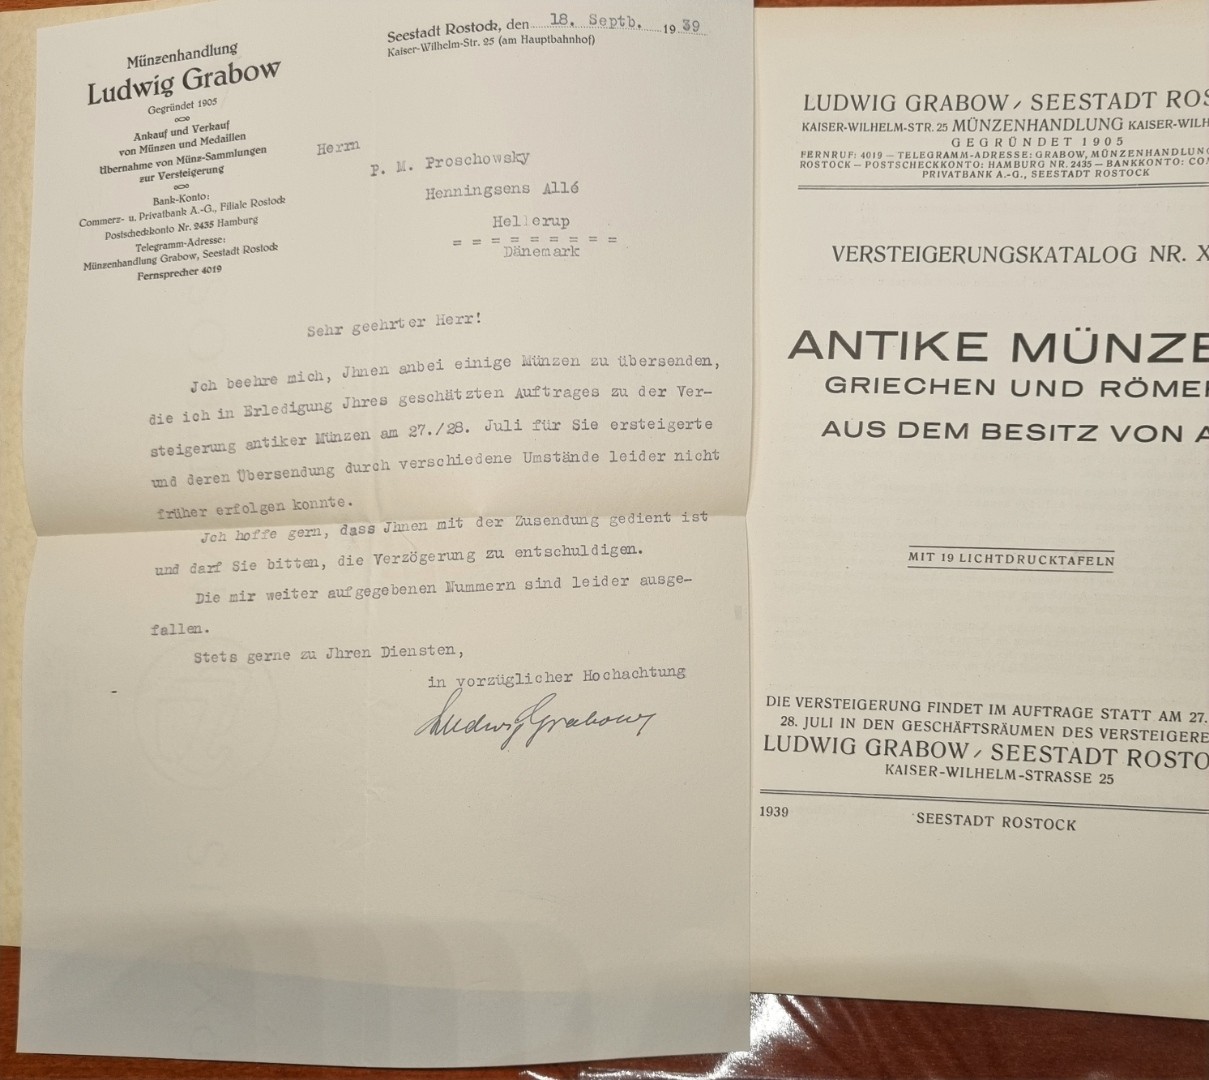 Münzenhandlung
Ludwig Grabow
Gegründet 1905
Ankauf und Verkauf
von Münzen und Medaillen
Übernahme von Münz-Sammlungen
zur Versteigerung
Bank-Konto:
Commerz- u. Privatbank A.-G., Filiale Rostock
Postscheckkonto Nr. 2435 Hamburg
Telegramm-Adresse:
Münzenhandlung Grabow, Seestadt Rostock
Fernsprecher 4019
Seestadt Rostock, den 18. Septb. 1939
Kaiser-Wilhelm-Str. 25 (am Hauptbahnhof)
Herrn
P. M. Proschowsky
Henningsens Allé
Hellerup
= = = = = = = = =
Dänemark
Sehr geehrter Herr!
Jch beehre mich, Jhnen anbei einige Münzen zu übersenden,
die ich in Erledigung Jhres geschätzten Auftrages zu der Ver-
steigerung antiker Münzen am 27./28. Juli für Sie ersteigerte
und deren Übersendung durch verschiedene Umstände leider nicht
früher erfolgen konnte.
Jch hoffe gern, dass Jhnen mit der Zusendung gedient ist
und darf Sie bitten, die Verzögerung zu entschuldigen.
Die mir weiter aufgegebenen Nummern sind leider ausge-
fallen.
Stets gerne zu Jhren Diensten,
in vorzüglicher Hochachtung
Ludwig Grabow
LUDWIG GRABOW / SEESTADT ROS
KAISER-WILHELM-STR. 25 MÜNZENHANDLUNG KAISER-WILH
GEGRÜNDET 1905
FERNRUF: 4019 — TELEGRAMM-ADRESSE: GRABOW, MÜNZENHANDLUNG
ROSTOCK — POSTSCHECKKONTO: HAMBURG NR. 2435 — BANKKONTO: CO
PRIVATBANK A.-G., SEESTADT ROSTOCK
VERSTEIGERUNGSKATALOG NR. X
ANTIKE MÜNZE
GRIECHEN UND RÖMER
AUS DEM BESITZ VON A
MIT 19 LICHTDRUCKTAFELN
DIE VERSTEIGERUNG FINDET IM AUFTRAGE STATT AM 27.
28. JULI IN DEN GESCHÄFTSRÄUMEN DES VERSTEIGERE
LUDWIG GRABOW / SEESTADT ROSTO
KAISER-WILHELM-STRASSE 25
1939
SEESTADT ROSTOCK